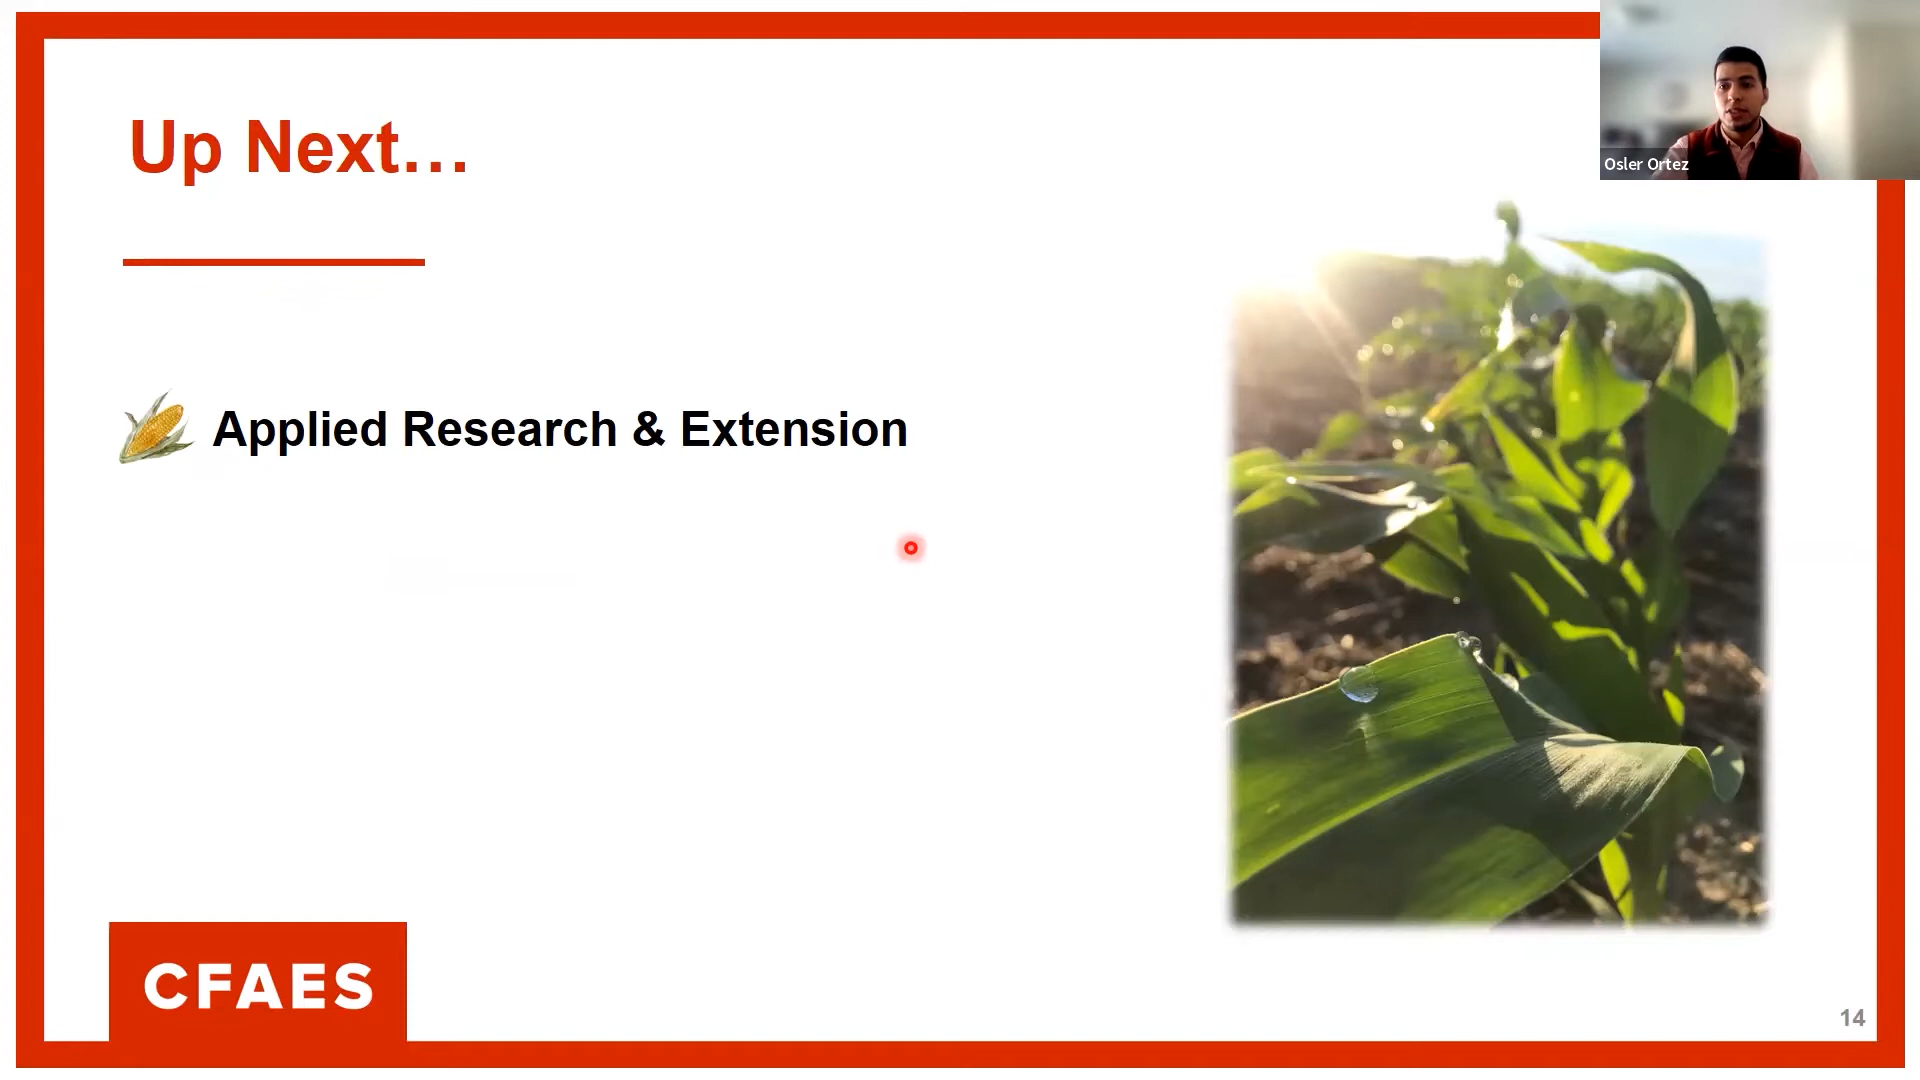 Up Next…
Osler Ortez
Applied Research & Extension
CFAES
14